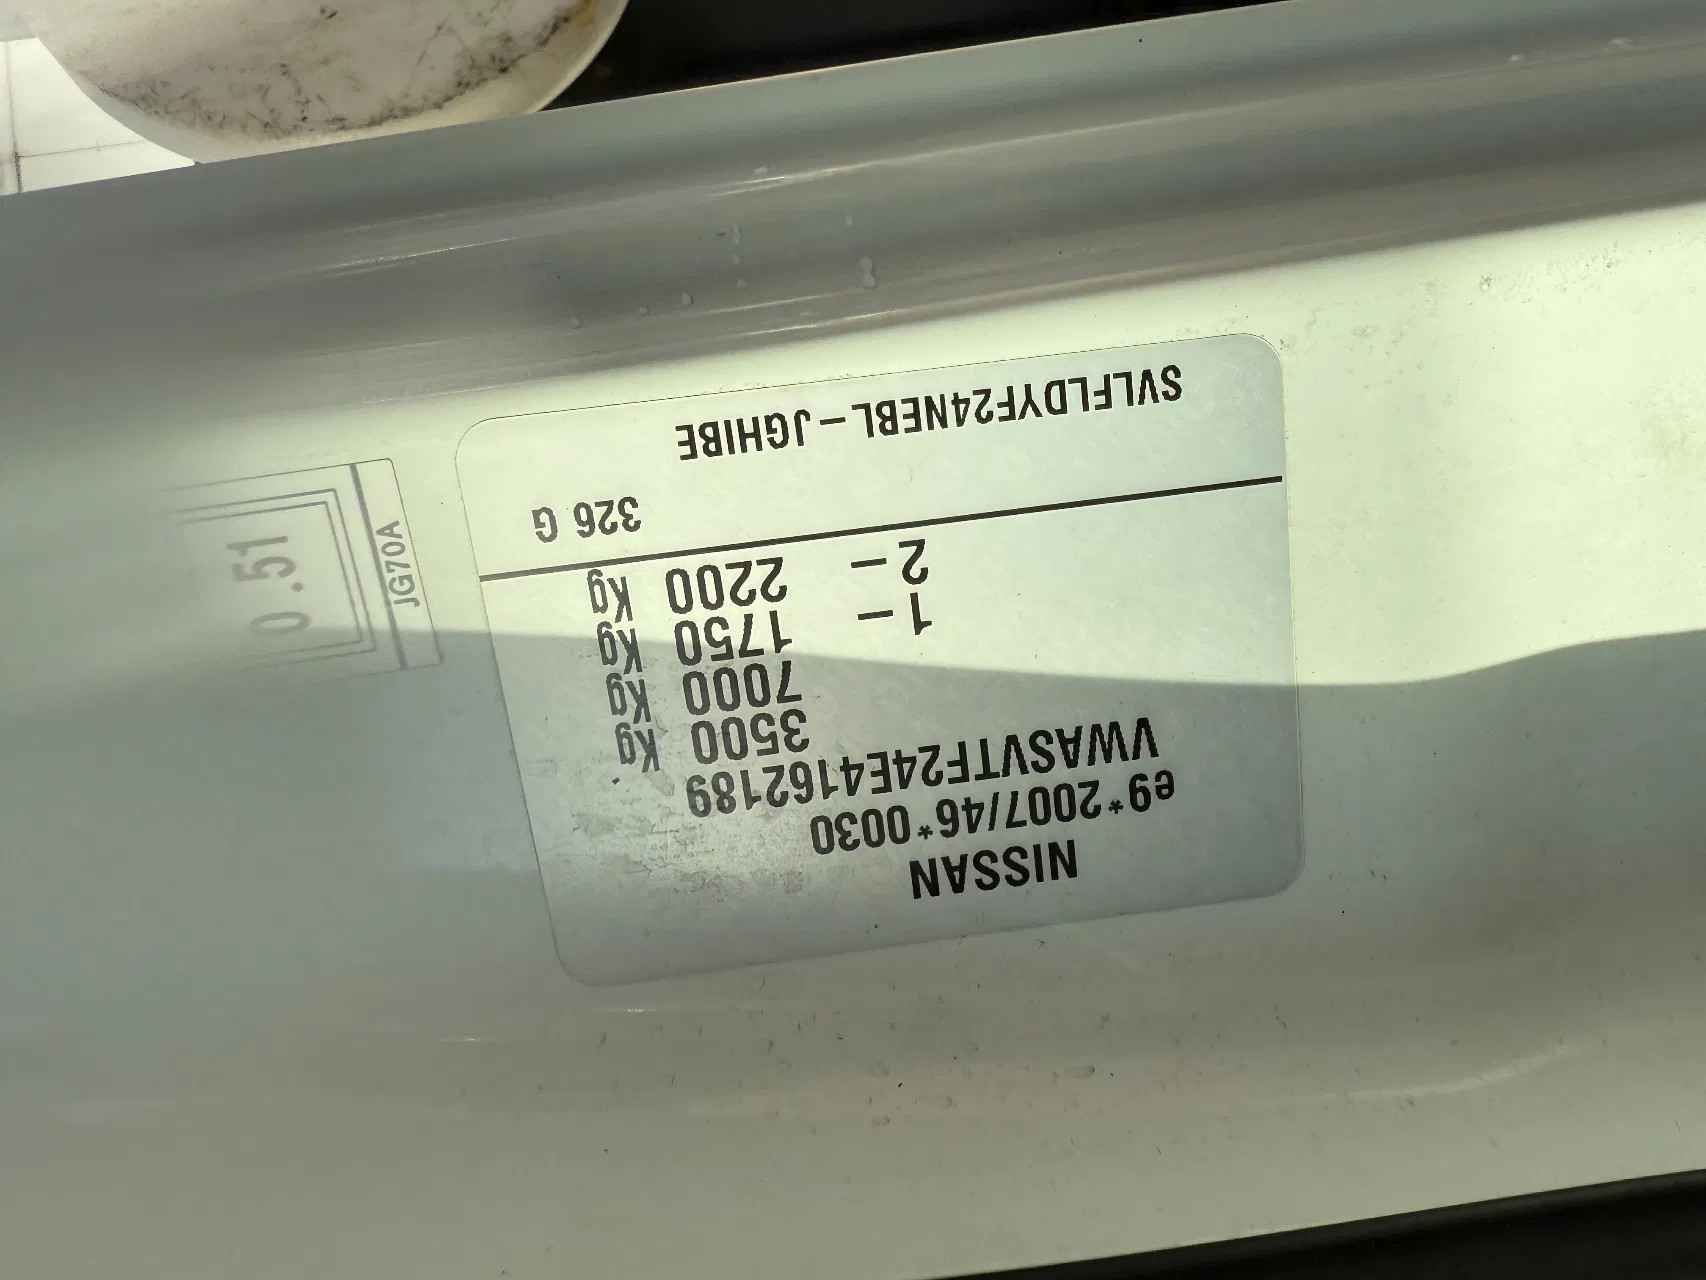 NISSAN
e9*2007/46*0030
VWASVTF24E4162189
3500 Kg
7000 Kg
1- 1750 Kg
2- 2200 Kg
326 G
SVLFLDYF24NEBL-JGHIBE
JG70A
0.51